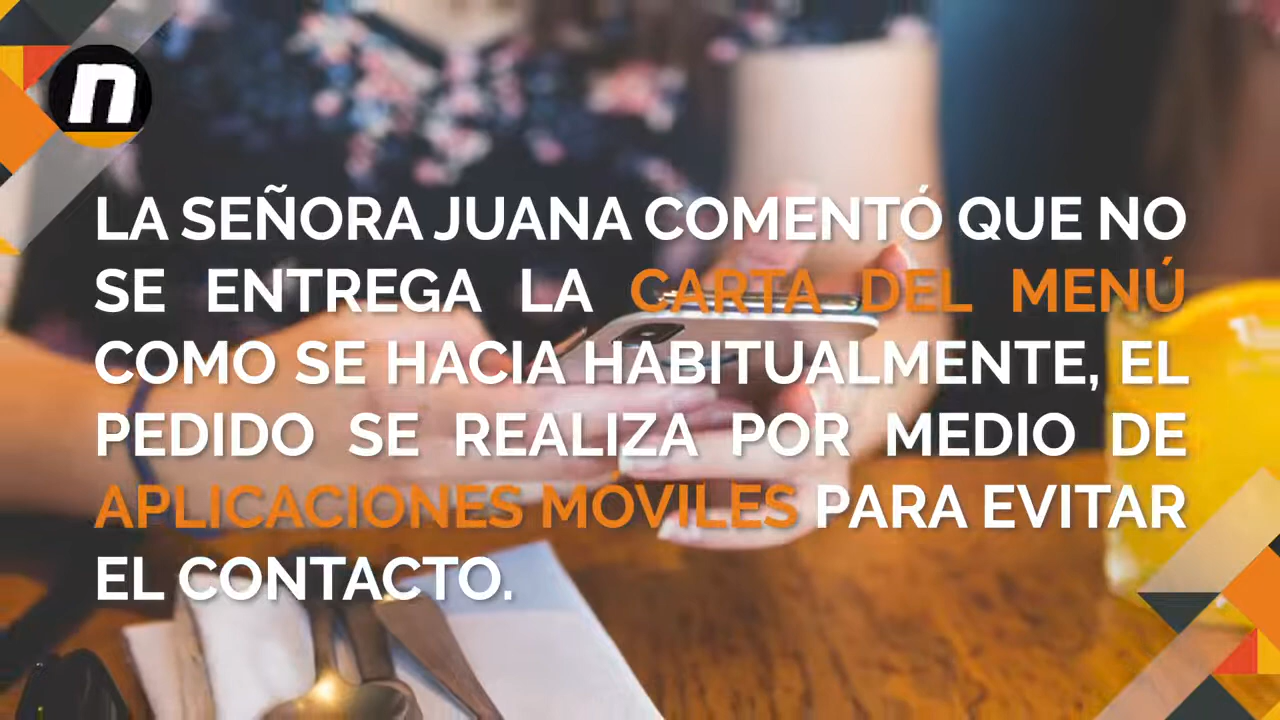 n
LA SEÑORA JUANA COMENTÓ QUE NO
SE ENTREGA LA CARTA DEL MENÚ
COMO SE HACIA HABITUALMENTE, EL
PEDIDO SE REALIZA POR MEDIO DE
APLICACIONES MOVILES PARA EVITAR
EL CONTACTO.